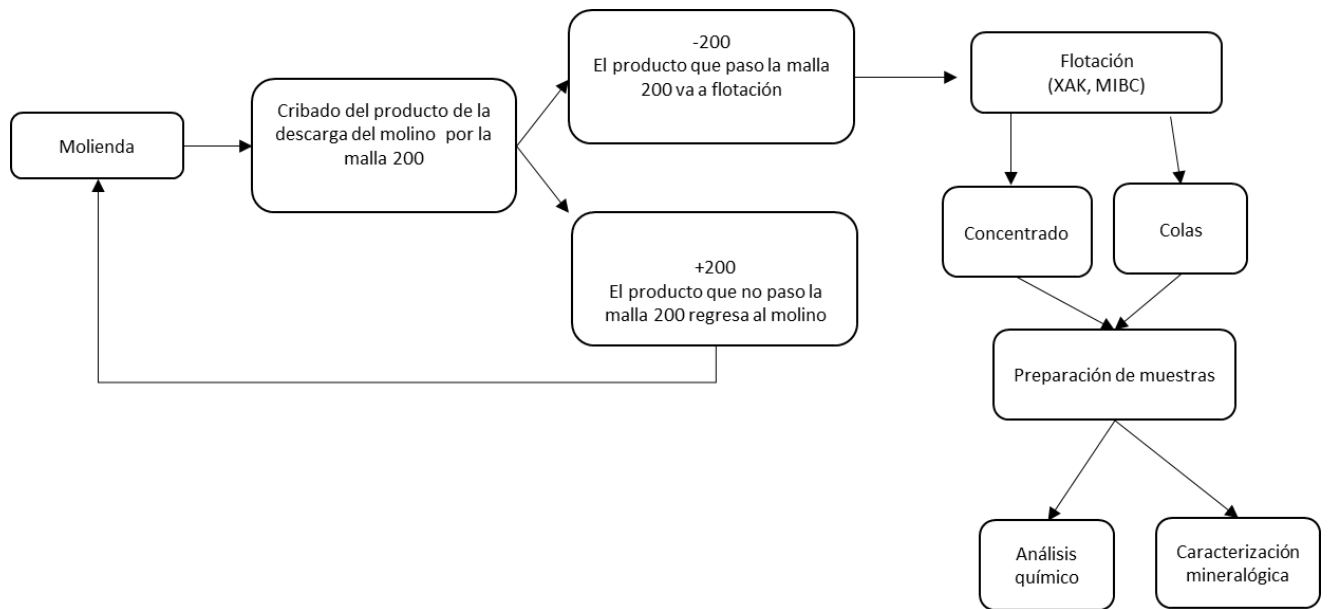 Molienda
Cribado del producto de la
descarga del molino por la
malla 200
-200
El producto que paso la malla
200 va a flotación
+200
El producto que no paso la
malla 200 regresa al molino
Flotación
(XAK, MIBC)
Concentrado
Colas
Preparación de muestras
Análisis
químico
Caracterización
mineralógica